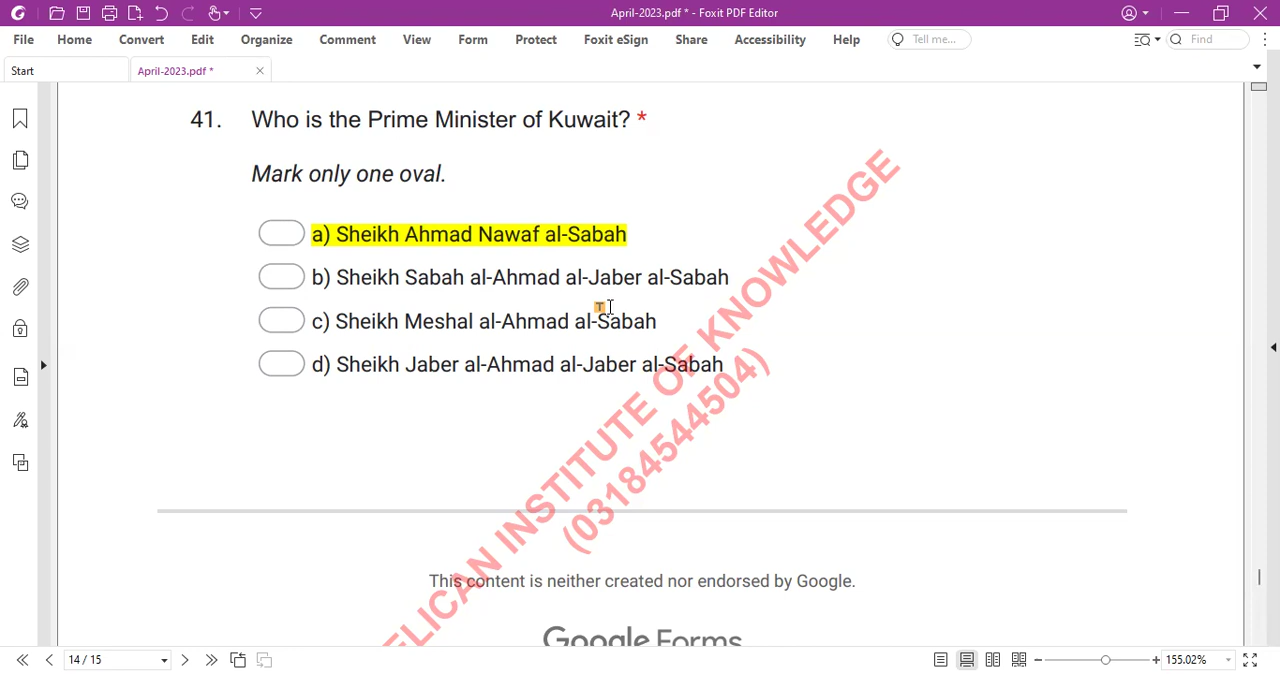 April-2023.pdf * - Foxit PDF Editor
File Home Convert Edit Organize Comment View Form Protect Foxit eSign Share Accessibility Help Tell me... Find
Start April-2023.pdf *
41. Who is the Prime Minister of Kuwait? *
Mark only one oval.
a) Sheikh Ahmad Nawaf al-Sabah
b) Sheikh Sabah al-Ahmad al-Jaber al-Sabah
c) Sheikh Meshal al-Ahmad al-Sabah
d) Sheikh Jaber al-Ahmad al-Jaber al-Sabah
ELICAN INSTITUTE OF KNOWLEDGE
(03184544504)
This content is neither created nor endorsed by Google.
Google Forms
14 / 15 155.02%